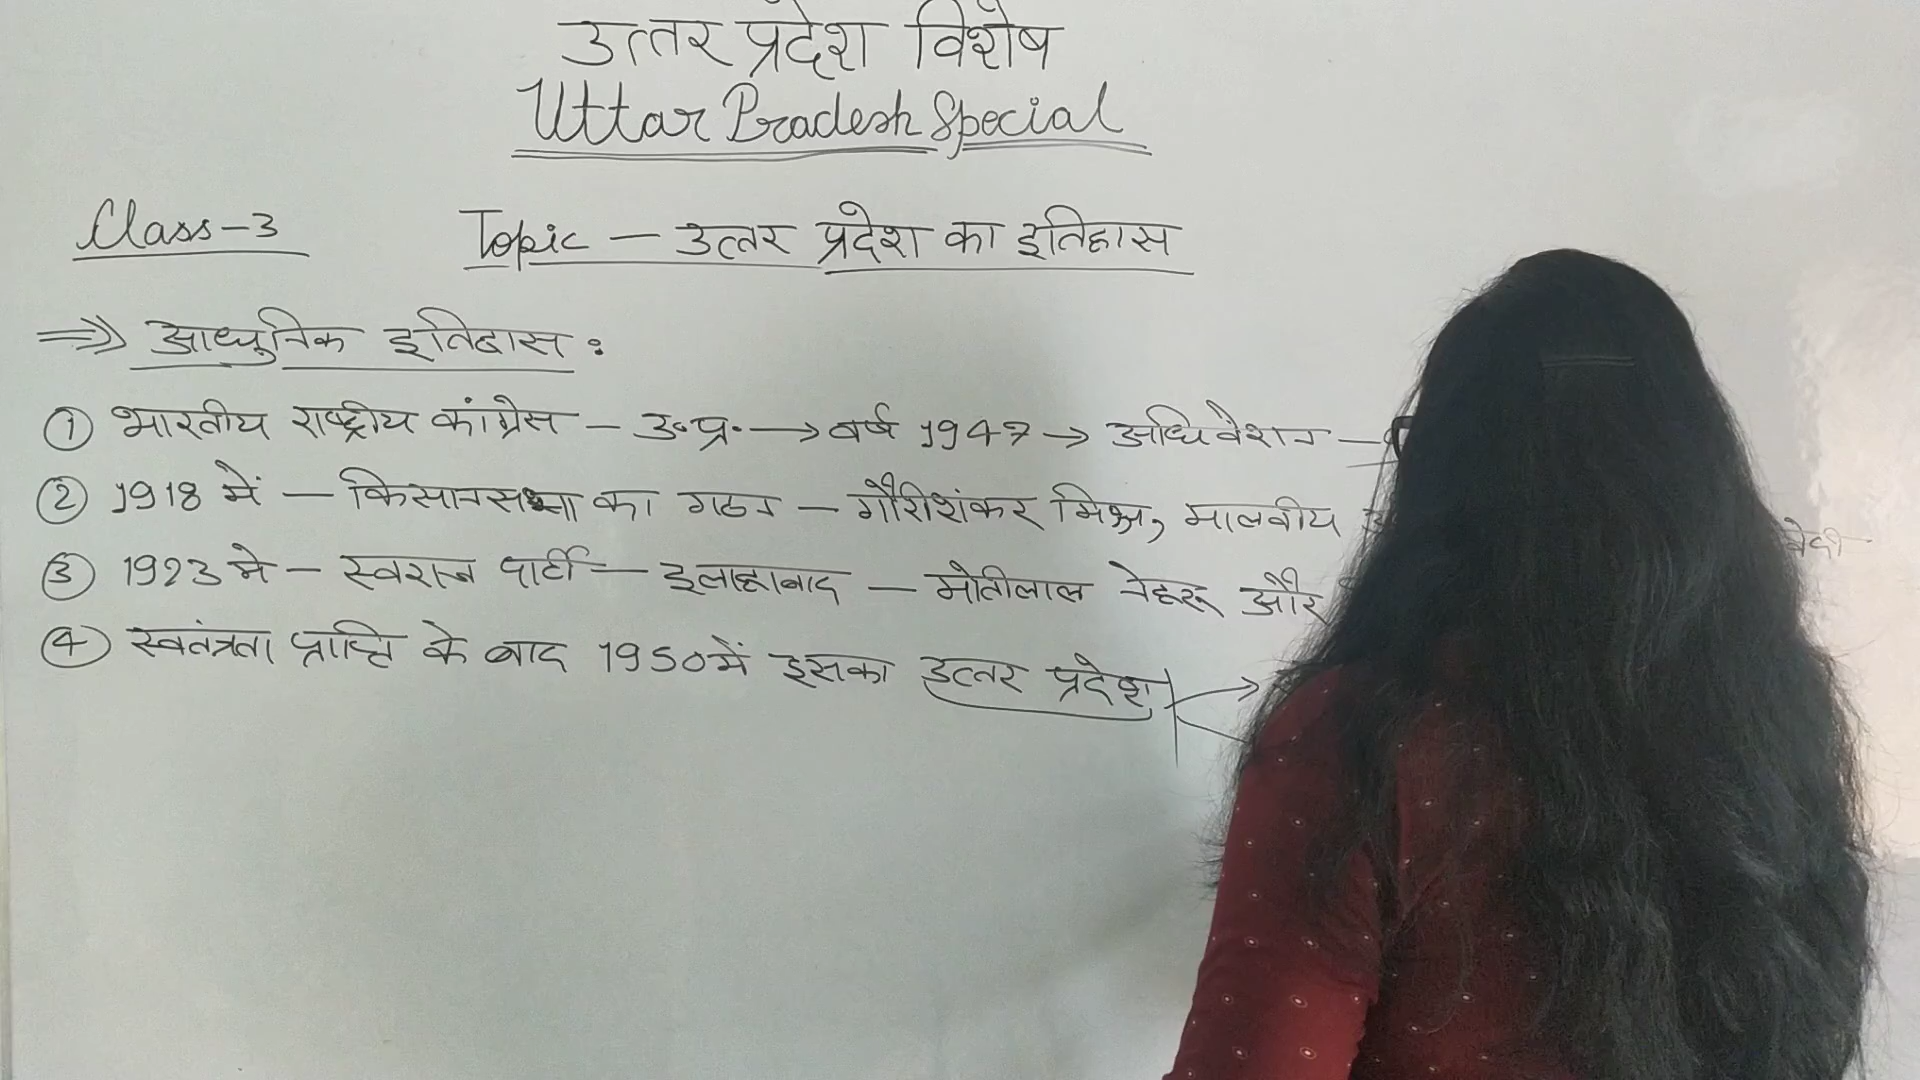 उत्तर प्रदेश विशेष
Uttar Pradesh Special
Class-3 Topic - उत्तर प्रदेश का इतिहास
⇒ आधुनिक इतिहास :
① भारतीय राष्ट्रीय कांग्रेस - उ॰प्र॰ → वर्ष 1947 → अधिवेशन -
② 1918 में - किसानसभा का गठन - गौरीशंकर मिश्र, मालवीय
③ 1923 मे - स्वराज पार्टी - इलाहाबाद - मोतीलाल नेहरू और
④ स्वतंत्रता प्राप्ति के बाद 1950 में इसका उत्तर प्रदेश →